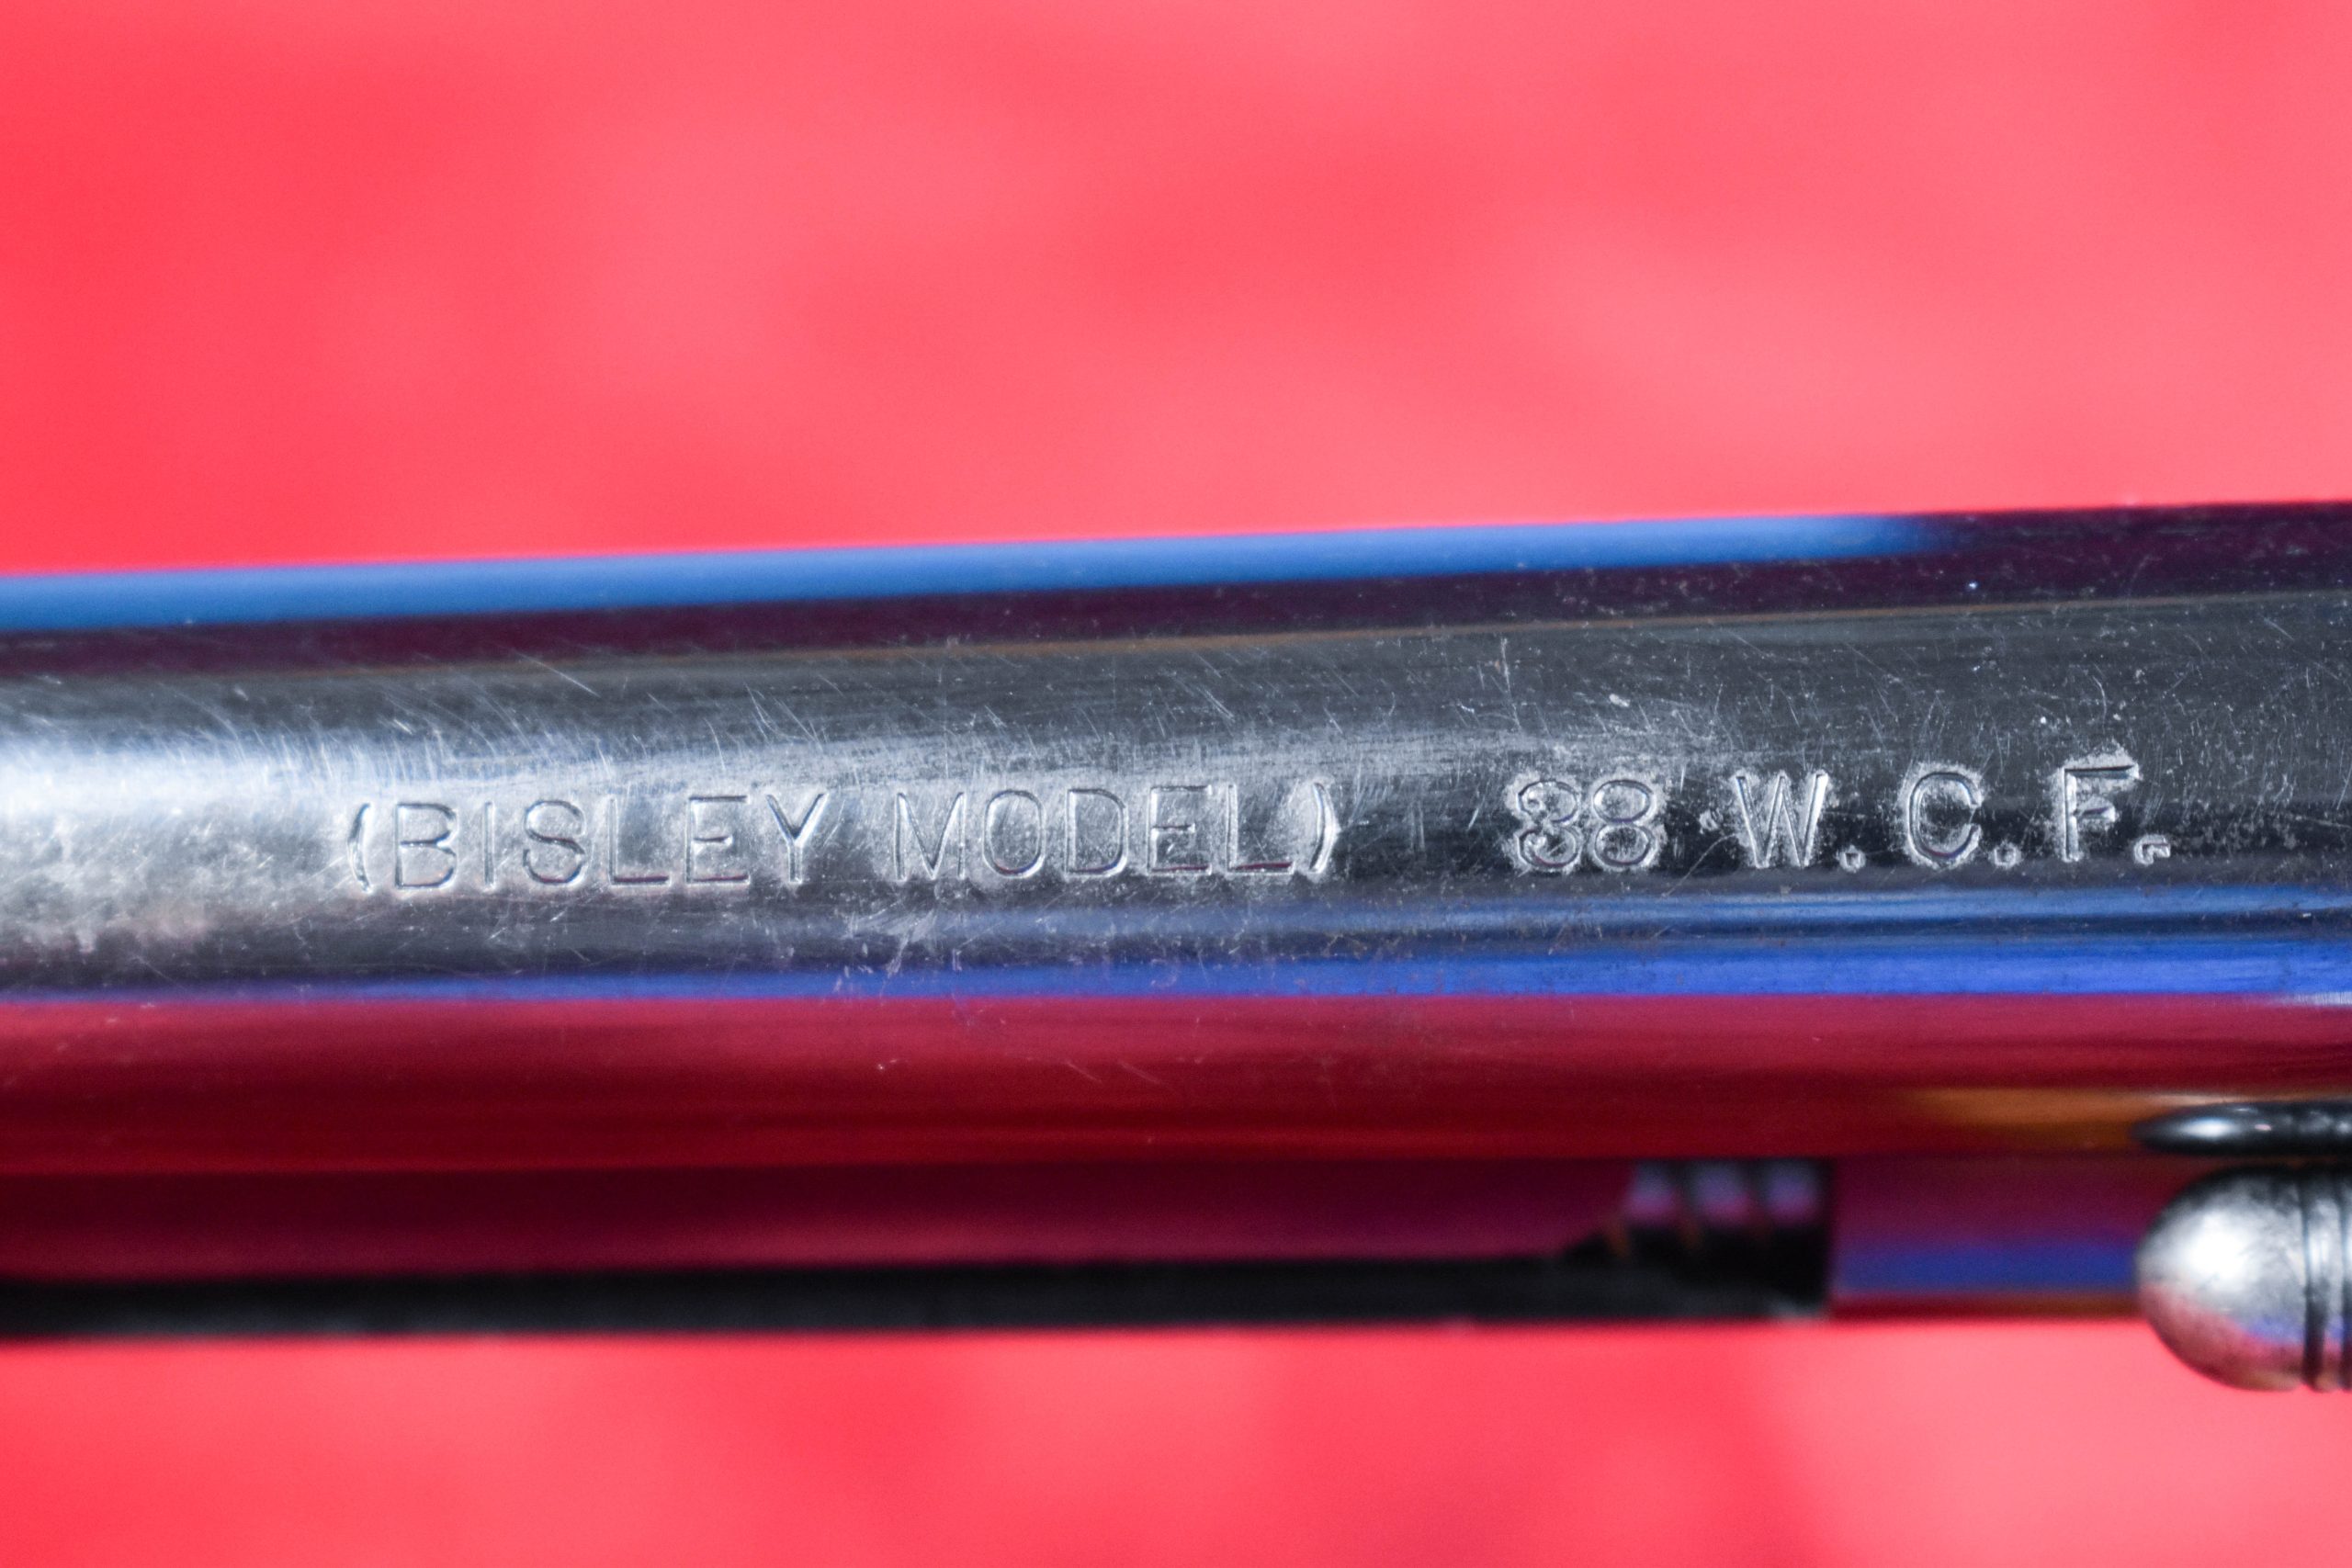 (BISLEY MODEL) 38 W.C.F.